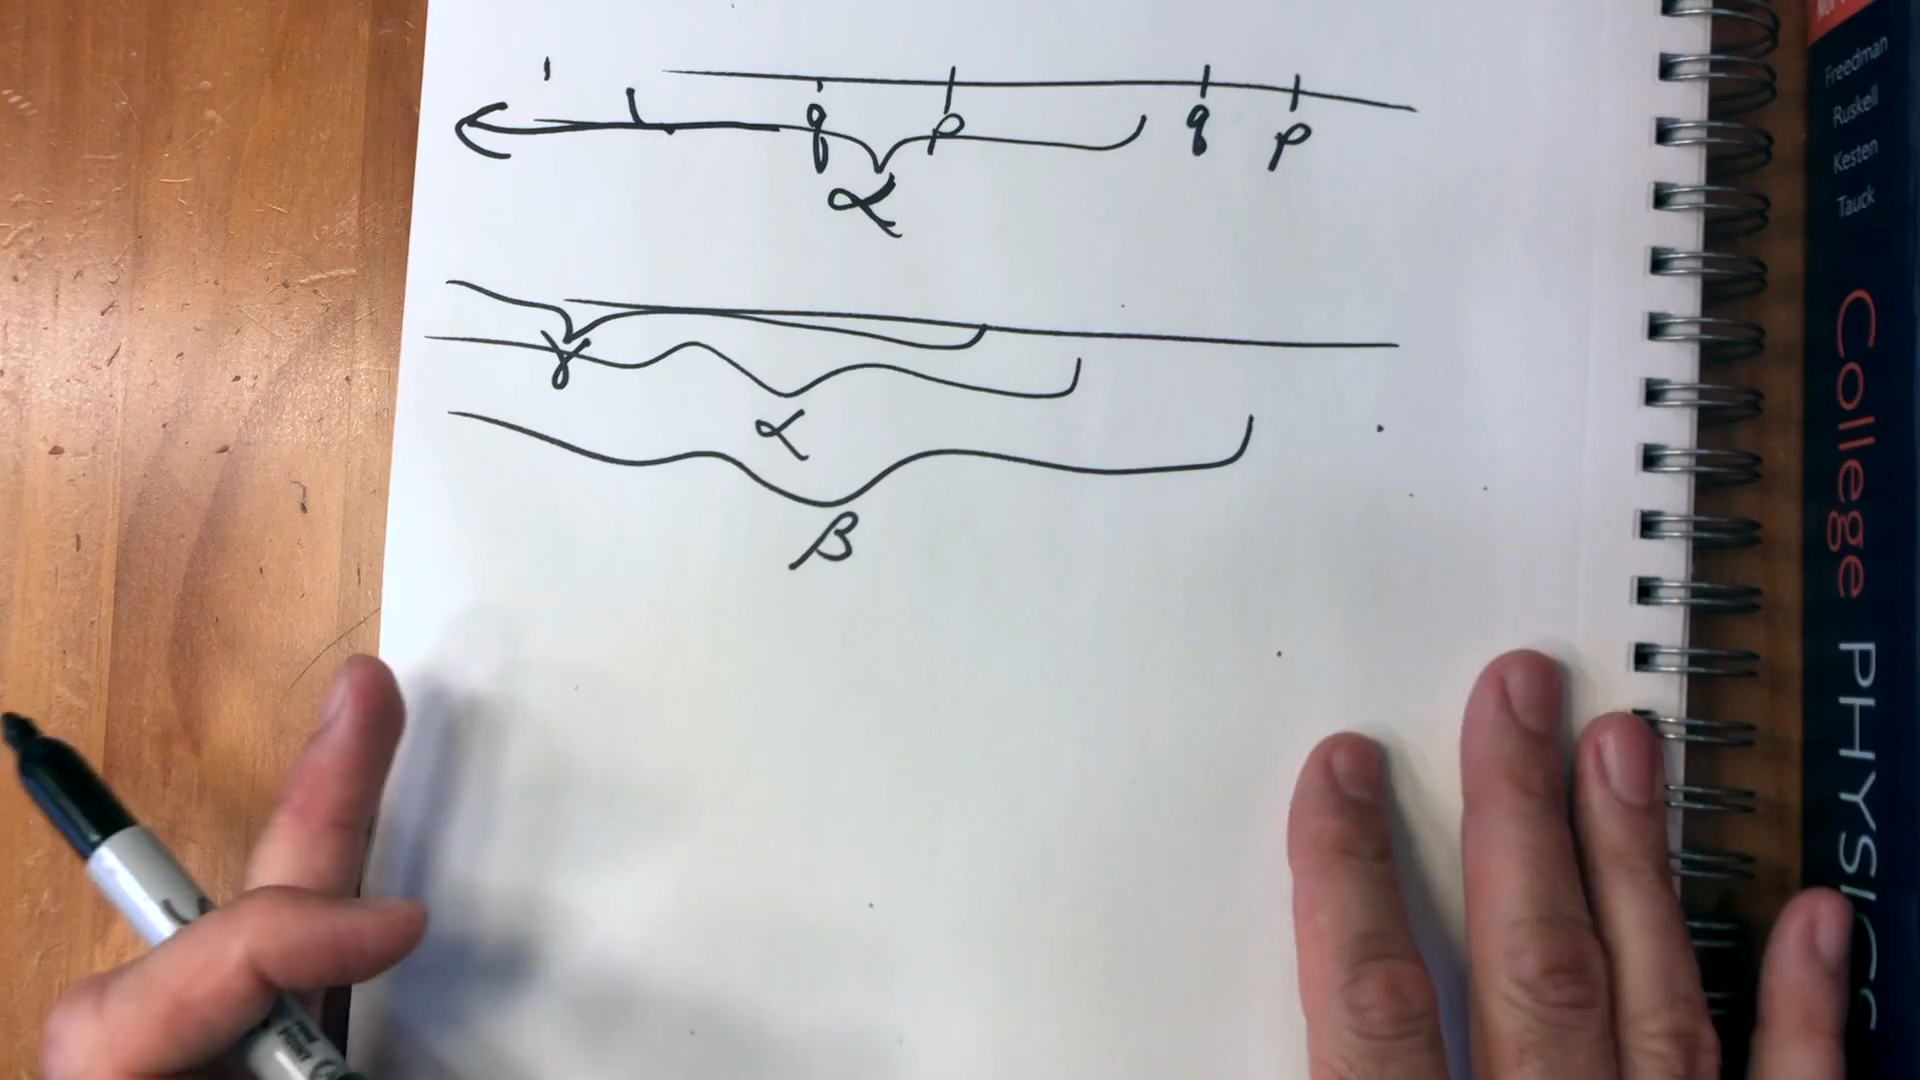 q p q p
α
γ
α
β
Freedman
Ruskell
Kesten
Tauck
College PHYSICS